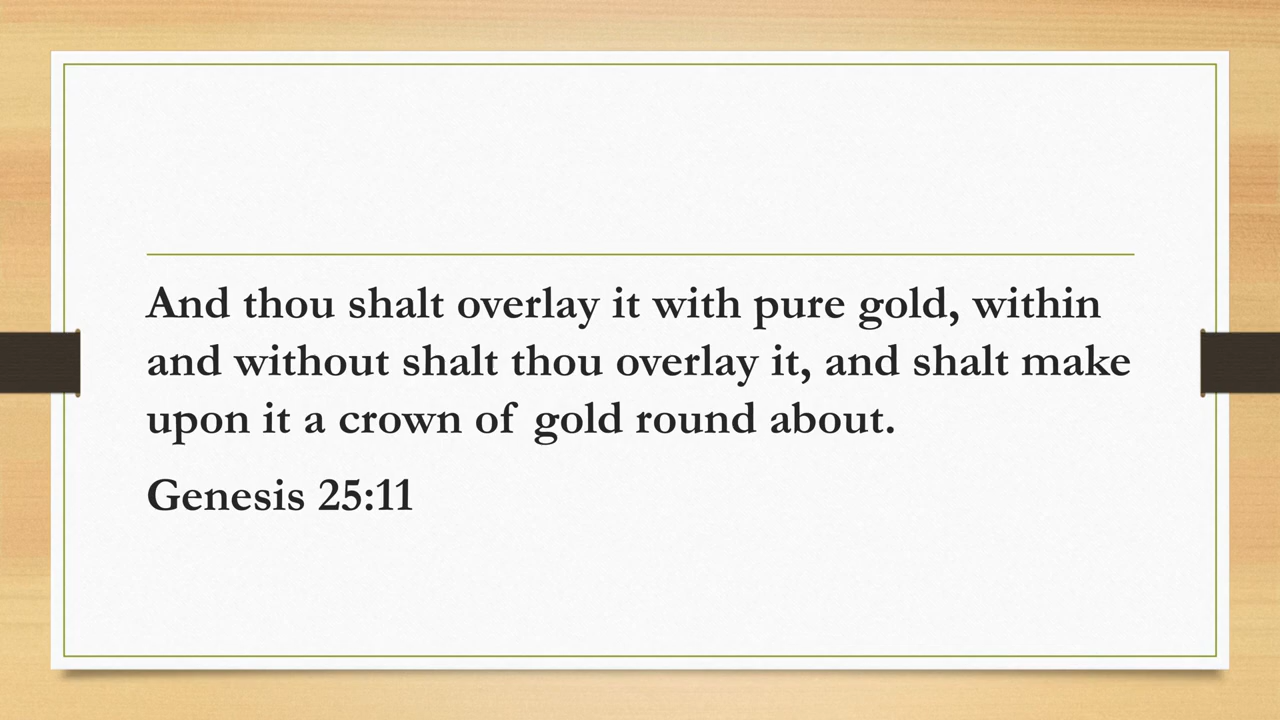 And thou shalt overlay it with pure gold, within
and without shalt thou overlay it, and shalt make
upon it a crown of gold round about.
Genesis 25:11